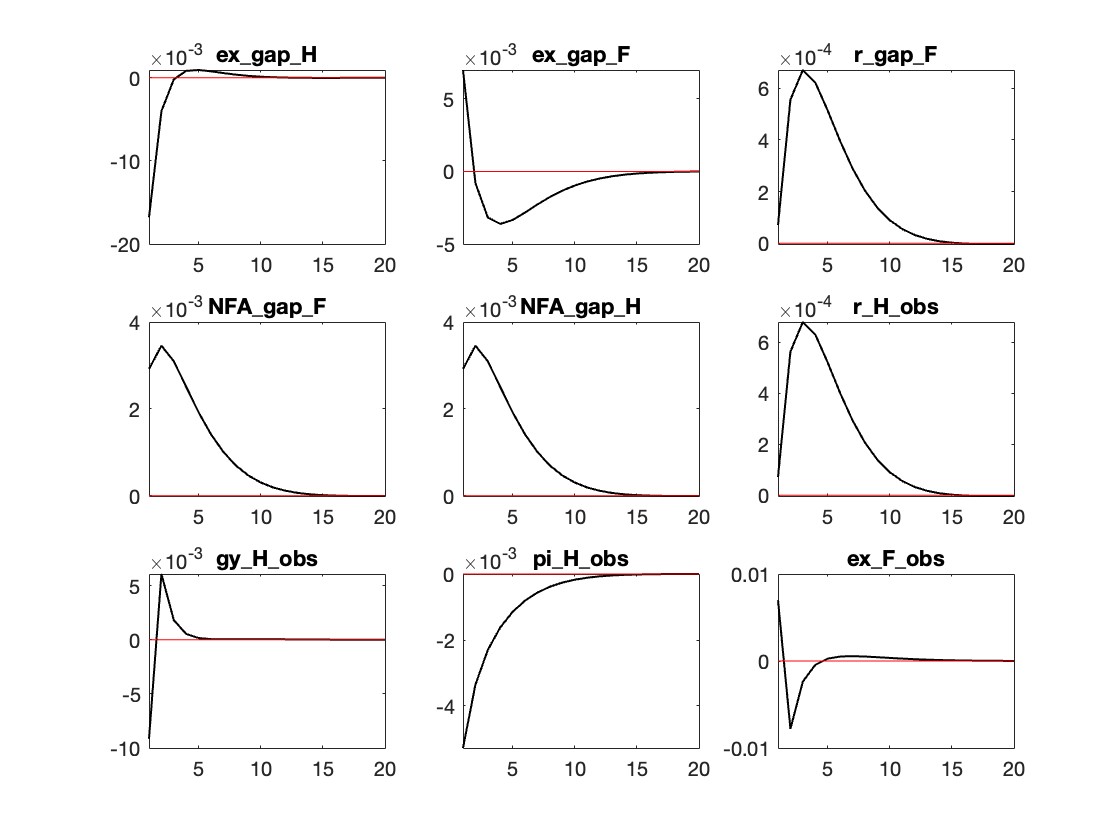 ×10-3 ex_gap_H
0
-10
-20
5 10 15 20
×10-3 ex_gap_F
5
0
-5
5 10 15 20
×10-4 r_gap_F
6
4
2
0
5 10 15 20
×10-3 NFA_gap_F
4
2
0
5 10 15 20
×10-3 NFA_gap_H
4
2
0
5 10 15 20
×10-4 r_H_obs
6
4
2
0
5 10 15 20
×10-3 gy_H_obs
5
0
-5
-10
5 10 15 20
×10-3 pi_H_obs
0
-2
-4
5 10 15 20
ex_F_obs
0.01
0
-0.01
5 10 15 20